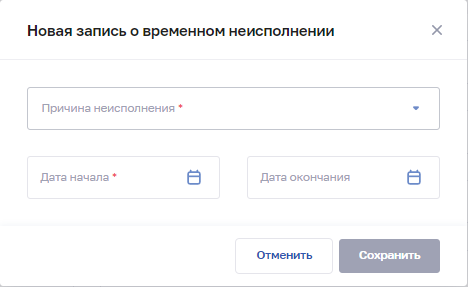 Новая запись о временном неисполнении
Причина неисполнения *
Дата начала *
Дата окончания
Отменить
Сохранить